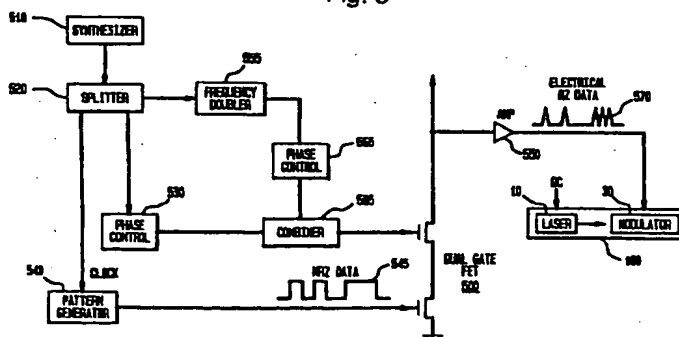 Fig. 5
510
SYNTHESIZER
520
SPLITTER
555
FREQUENCY
DOUBLER
565
PHASE
CONTROL
530
PHASE
CONTROL
585
COMBINER
540
CLOCK
PATTERN
GENERATOR
NRZ DATA
545
DUAL GATE
FET
500
AMP
550
ELECTRICAL
RZ DATA
570
DC
10
LASER
30
MODULATOR